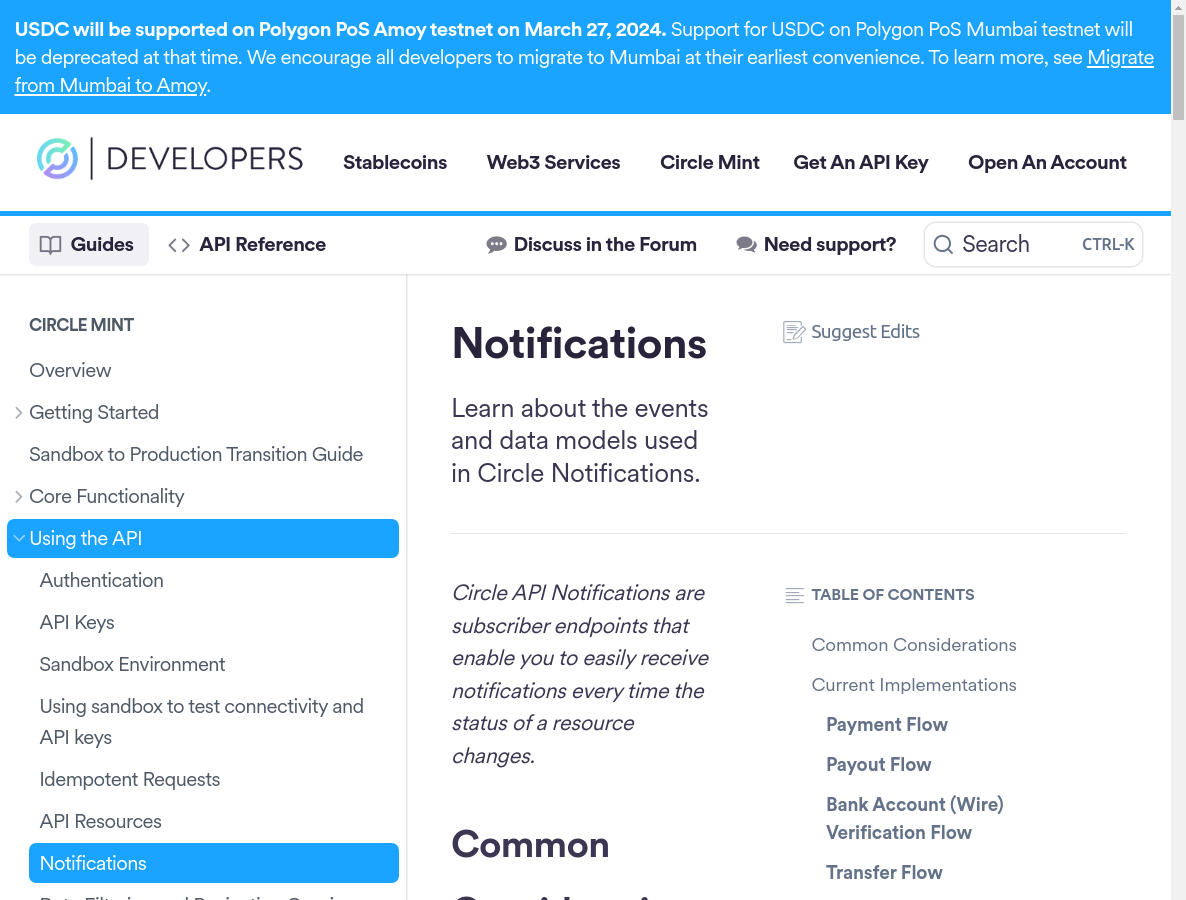 USDC will be supported on Polygon PoS Amoy testnet on March 27, 2024. Support for USDC on Polygon PoS Mumbai testnet will
be deprecated at that time. We encourage all developers to migrate to Mumbai at their earliest convenience. To learn more, see Migrate
from Mumbai to Amoy.
DEVELOPERS
Stablecoins
Web3 Services
Circle Mint
Get An API Key
Open An Account
Guides
API Reference
Discuss in the Forum
Need support?
Search
CTRL-K
CIRCLE MINT
Overview
Getting Started
Sandbox to Production Transition Guide
Core Functionality
Using the API
Authentication
API Keys
Sandbox Environment
Using sandbox to test connectivity and
API keys
Idempotent Requests
API Resources
Notifications
Notifications
Suggest Edits
Learn about the events
and data models used
in Circle Notifications.
Circle API Notifications are
subscriber endpoints that
enable you to easily receive
notifications every time the
status of a resource
changes.
Common
TABLE OF CONTENTS
Common Considerations
Current Implementations
Payment Flow
Payout Flow
Bank Account (Wire)
Verification Flow
Transfer Flow